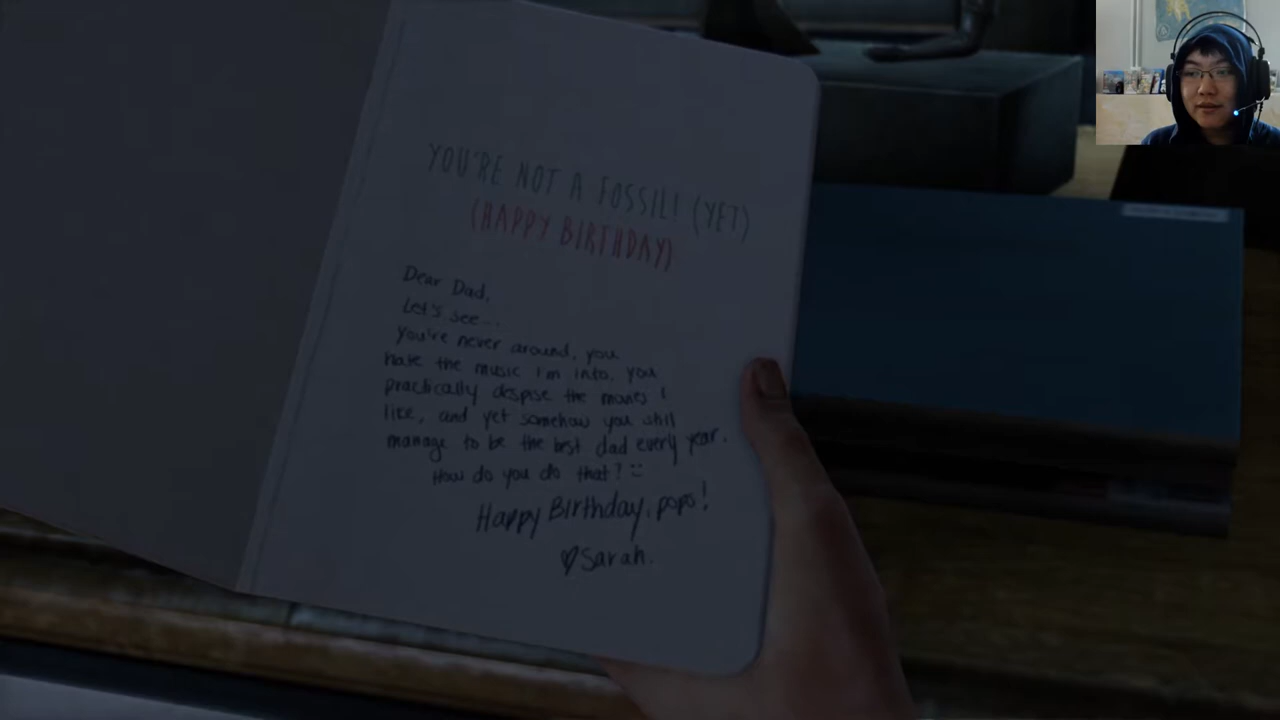 YOU'RE NOT A FOSSIL! (YET)
(HAPPY BIRTHDAY)
Dear Dad,
Let's see...
you're never around, you
hate the music I'm into, you
practically despise the movies I
like, and yet somehow you still
manage to be the best dad every year.
How do you do that? :)
Happy Birthday, pops!
♡Sarah.